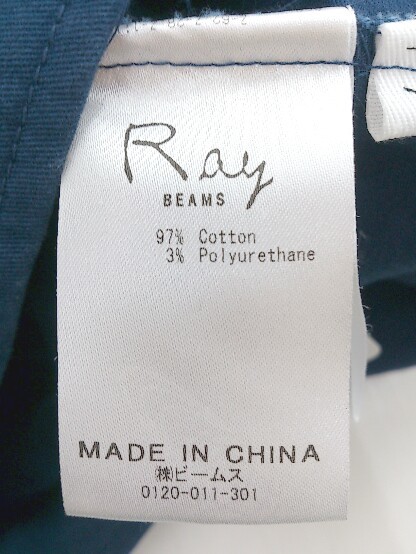 Ray
BEAMS
97% Cotton
3% Polyurethane
MADE IN CHINA
㈱ビームス
0120-011-301